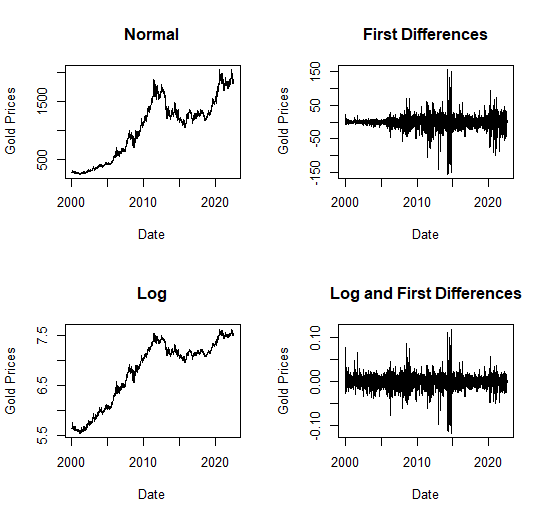 Normal
Gold Prices
500 1500
2000 2010 2020
Date
First Differences
Gold Prices
-150 -50 50 150
2000 2010 2020
Date
Log
Gold Prices
5.5 6.5 7.5
2000 2010 2020
Date
Log and First Differences
Gold Prices
-0.10 0.00 0.10
2000 2010 2020
Date